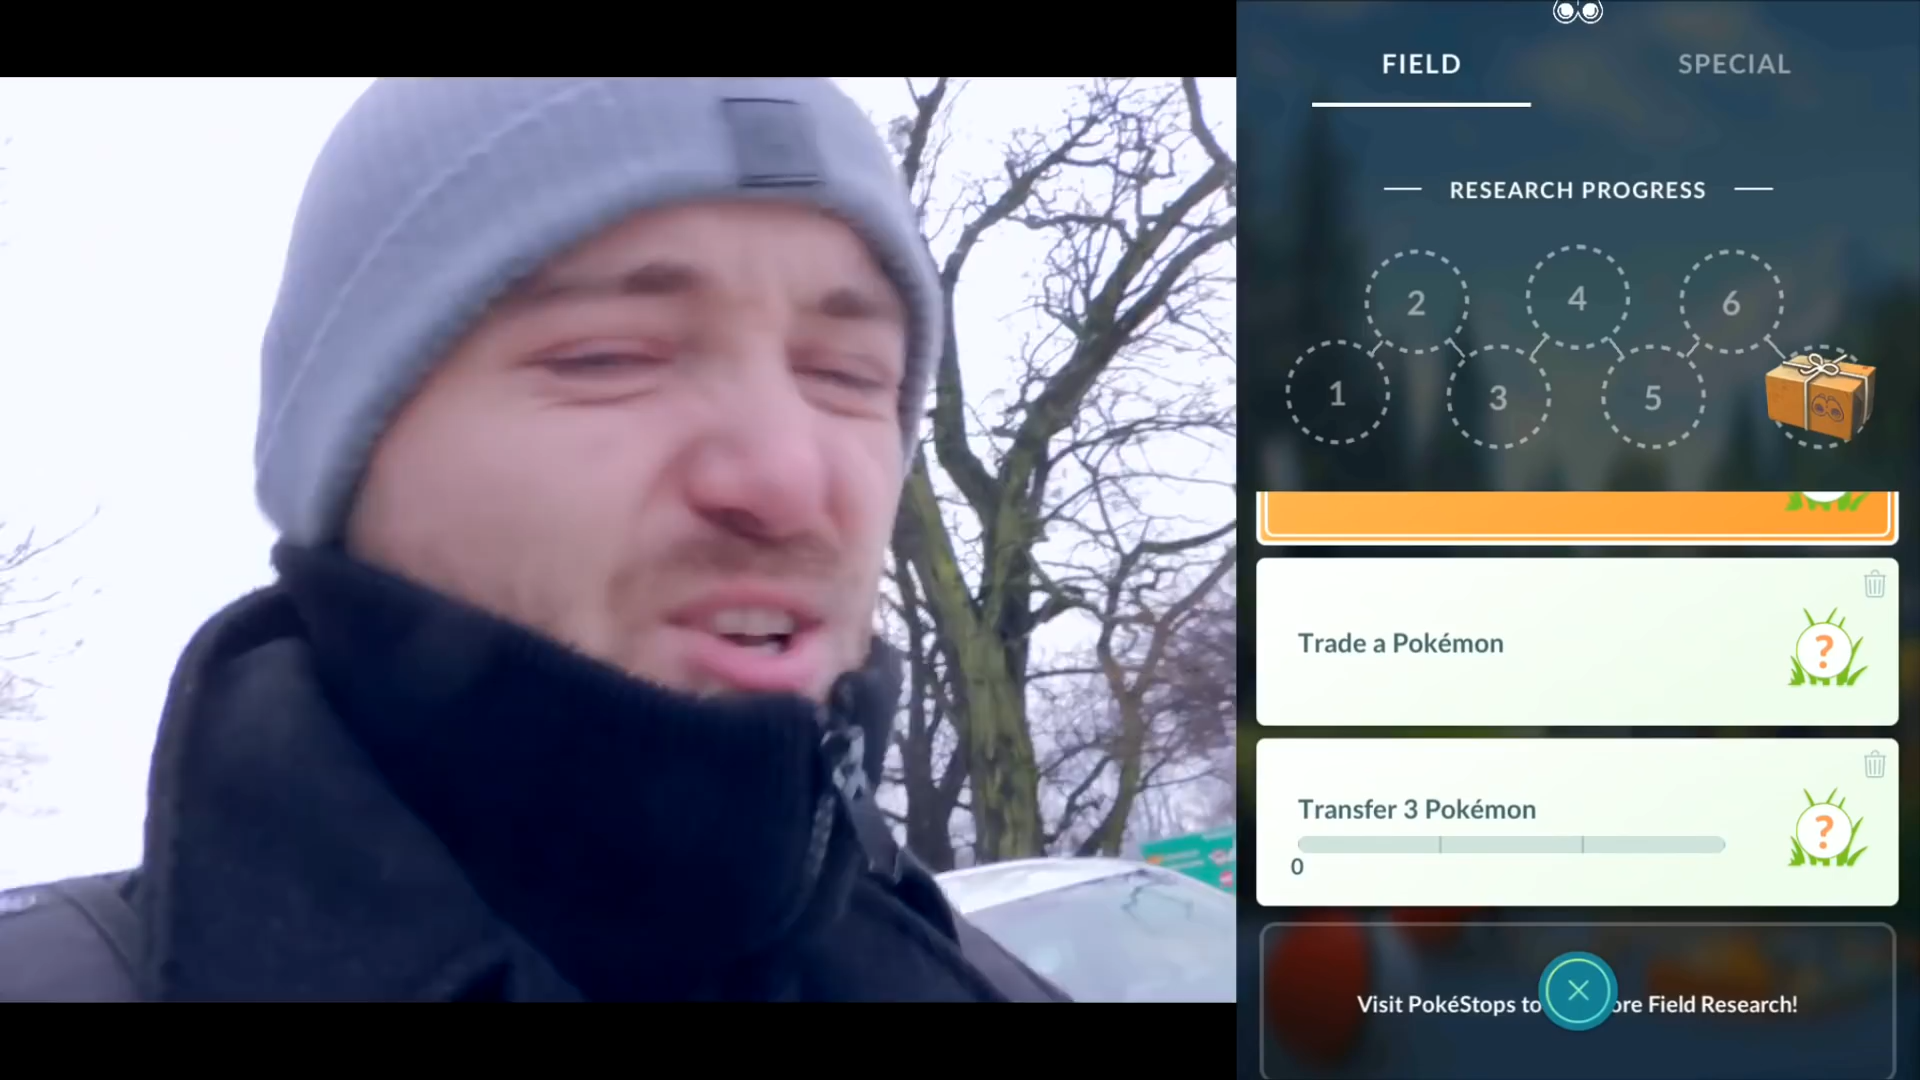 FIELD
SPECIAL
RESEARCH PROGRESS
2
4
6
1
3
5
Trade a Pokémon
?
Transfer 3 Pokémon
?
0
Visit PokéStops to
ore Field Research!